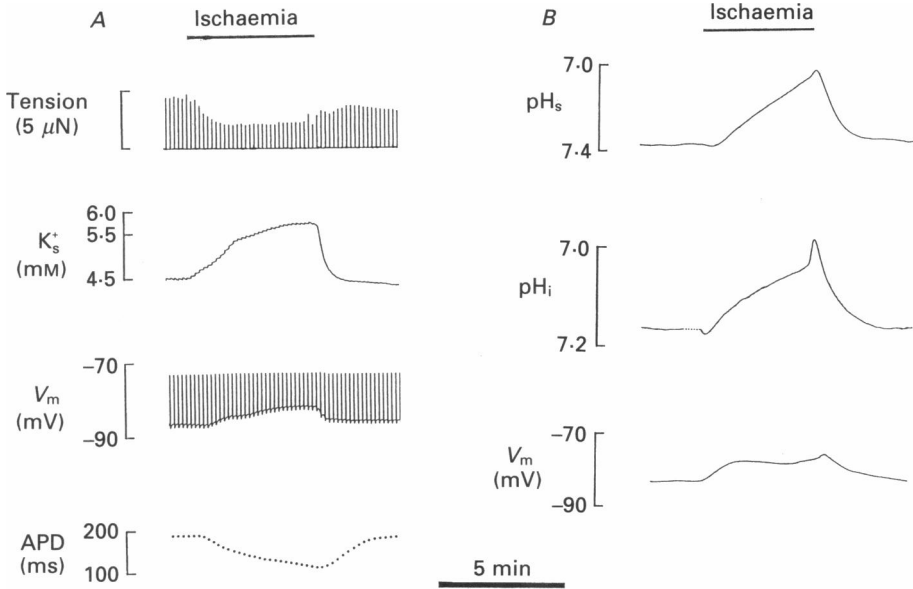 A
Ischaemia
Tension
(5 μN)
6·0
5·5
K⁺ₛ
(mM)
4·5
−70
Vₘ
(mV)
−90
200
APD
(ms)
100
B
Ischaemia
7·0
pHₛ
7·4
7·0
pHᵢ
7·2
−70
Vₘ
(mV)
−90
5 min